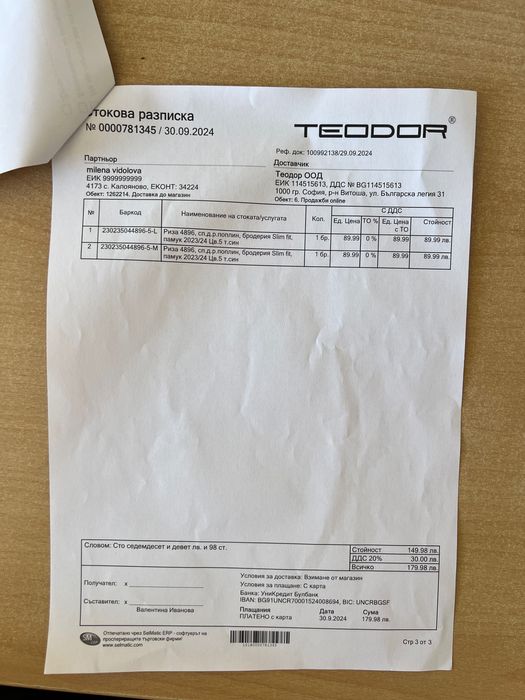 стокова разписка
№ 0000781345 / 30.09.2024
TEODOR®
Реф. док: 100992138/29.09.2024
Партньор
milena vidolova
ЕИК 9999999999
4173 с. Калояново, ЕКОНТ: 34224
Обект: 1262214. Доставка до магазин
Доставчик
Теодор ООД
ЕИК 114515613, ДДС № BG114515613
1000 гр. София, р-н Витоша, ул. Българска легия 31
Обект: 6. Продажби online
№ Баркод Наименование на стоката/услугата Кол. С ДДС
Ед. Цена ТО % Ед. Цена с ТО Стойност
1 230235044896-5-L Риза 4896, сп.д.р.поплин, бродерия Slim fit, 1 бр. 89.99 0 % 89.99 89.99 лв.
памук 2023/24 Цв.5 т.син
2 230235044896-5-M Риза 4896, сп.д.р.поплин, бродерия Slim fit, 1 бр. 89.99 0 % 89.99 89.99 лв.
памук 2023/24 Цв.5 т.син
Словом: Сто седемдесет и девет лв. и 98 ст.
Стойност 149.98 лв.
ДДС 20% 30.00 лв.
Всичко 179.98 лв.
Получател: x
Съставител: x
Валентина Иванова
Условия за доставка: Взимане от магазин
Условия за плащане: С карта
Банка: УниКредит Булбанк
IBAN: BG91UNCR70001524008694, BIC: UNCRBGSF
Плащания Дата Сума
ПЛАТЕНО с карта 30.9.2024 179.98 лв.
Отпечатано чрез SelMatic ERP - софтуерът на
проспериращите търговски фирми!
www.selmatic.com
Стр 3 от 3